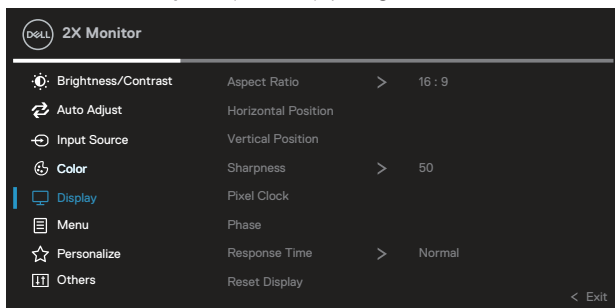 DELL 2X Monitor
Brightness/Contrast Aspect Ratio > 16 : 9
Auto Adjust Horizontal Position
Input Source Vertical Position
Color Sharpness > 50
Display Pixel Clock
Menu Phase
Personalize Response Time > Normal
Others Reset Display
< Exit